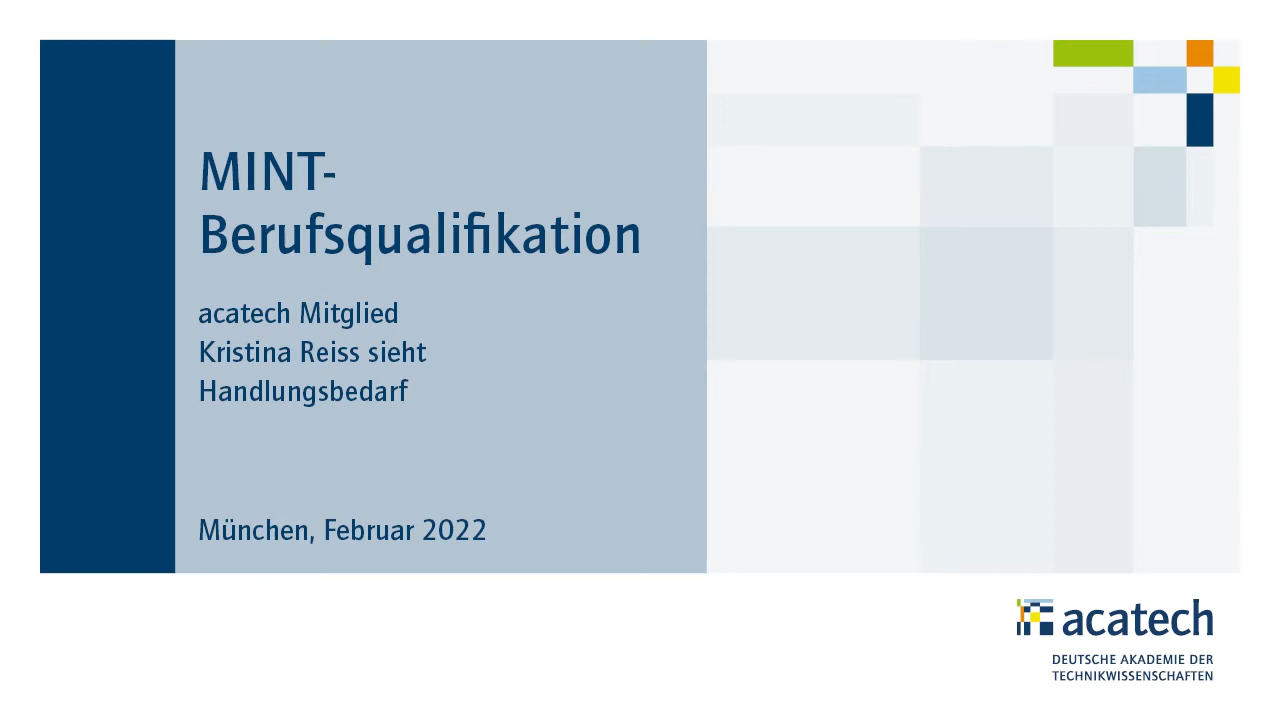 MINT-
Berufsqualifikation
acatech Mitglied
Kristina Reiss sieht
Handlungsbedarf
München, Februar 2022
acatech
DEUTSCHE AKADEMIE DER
TECHNIKWISSENSCHAFTEN